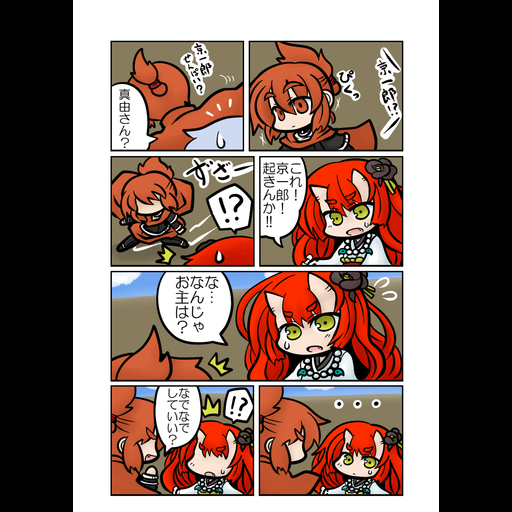 京一郎!?
ぴくっ
京一郎
せんぱい?
真由さん?
これ!
京一郎!
起きんか!!
ずざー
!?
な…
なんじゃ
お主は?
・・・
!?
なでなで
していい?